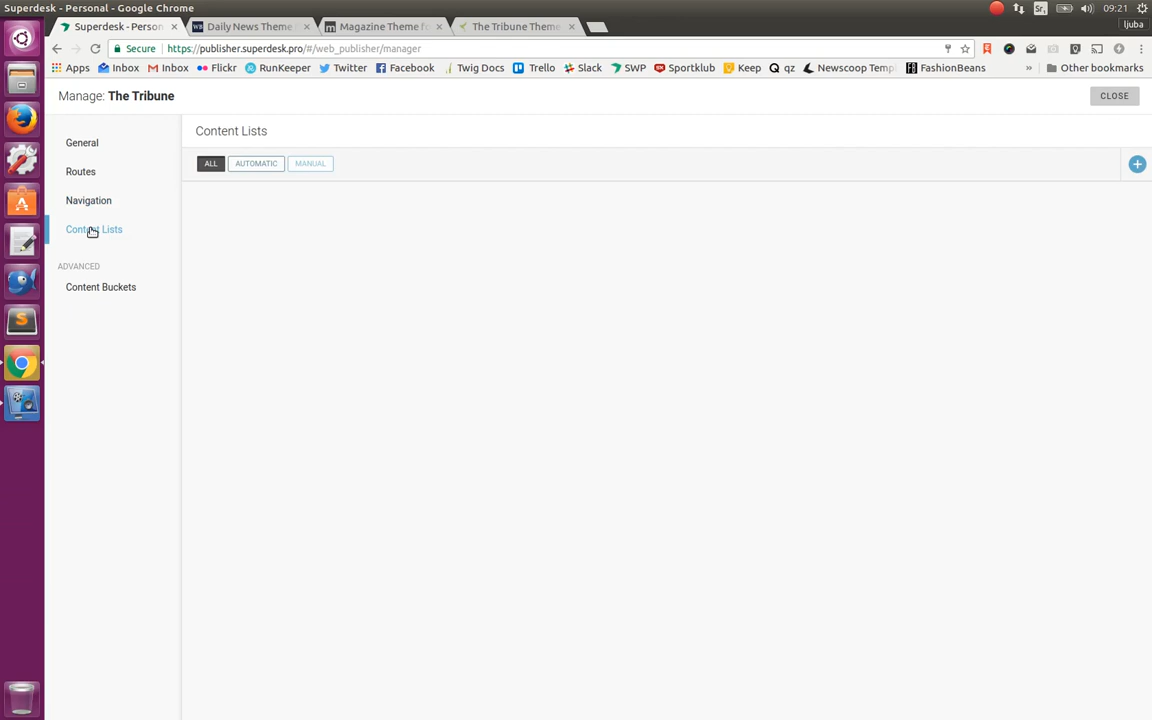 Superdesk - Personal - Google Chrome
Sr
09:21
Superdesk - Person
Daily News Theme
Magazine Theme fo
The Tribune Theme
ljuba
Secure
https://publisher.superdesk.pro/#/web_publisher/manager
Apps
Inbox
Inbox
Flickr
RunKeeper
Twitter
Facebook
Twig Docs
Trello
Slack
SWP
Sportklub
Keep
qz
Newscoop Temp
FashionBeans
»
Other bookmarks
Manage: The Tribune
CLOSE
General
Content Lists
ALL
AUTOMATIC
MANUAL
Routes
Navigation
Content Lists
ADVANCED
Content Buckets